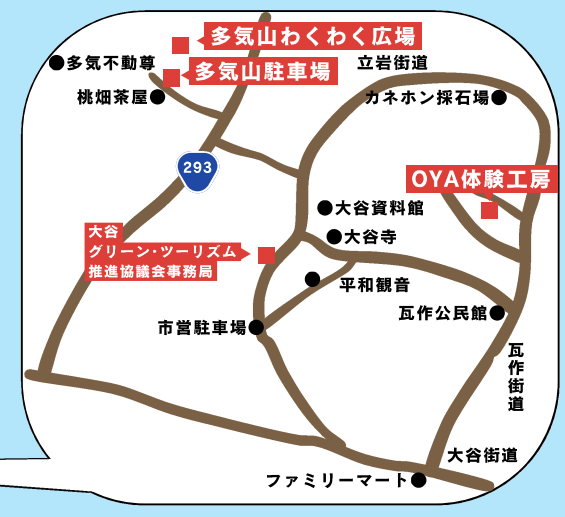 多気山わくわく広場
多気不動尊
多気山駐車場
立岩街道
桃畑茶屋
カネホン採石場
293
OYA体験工房
大谷資料館
大谷
グリーン・ツーリズム
推進協議会事務局
大谷寺
平和観音
瓦作公民館
市営駐車場
瓦作街道
大谷街道
ファミリーマート